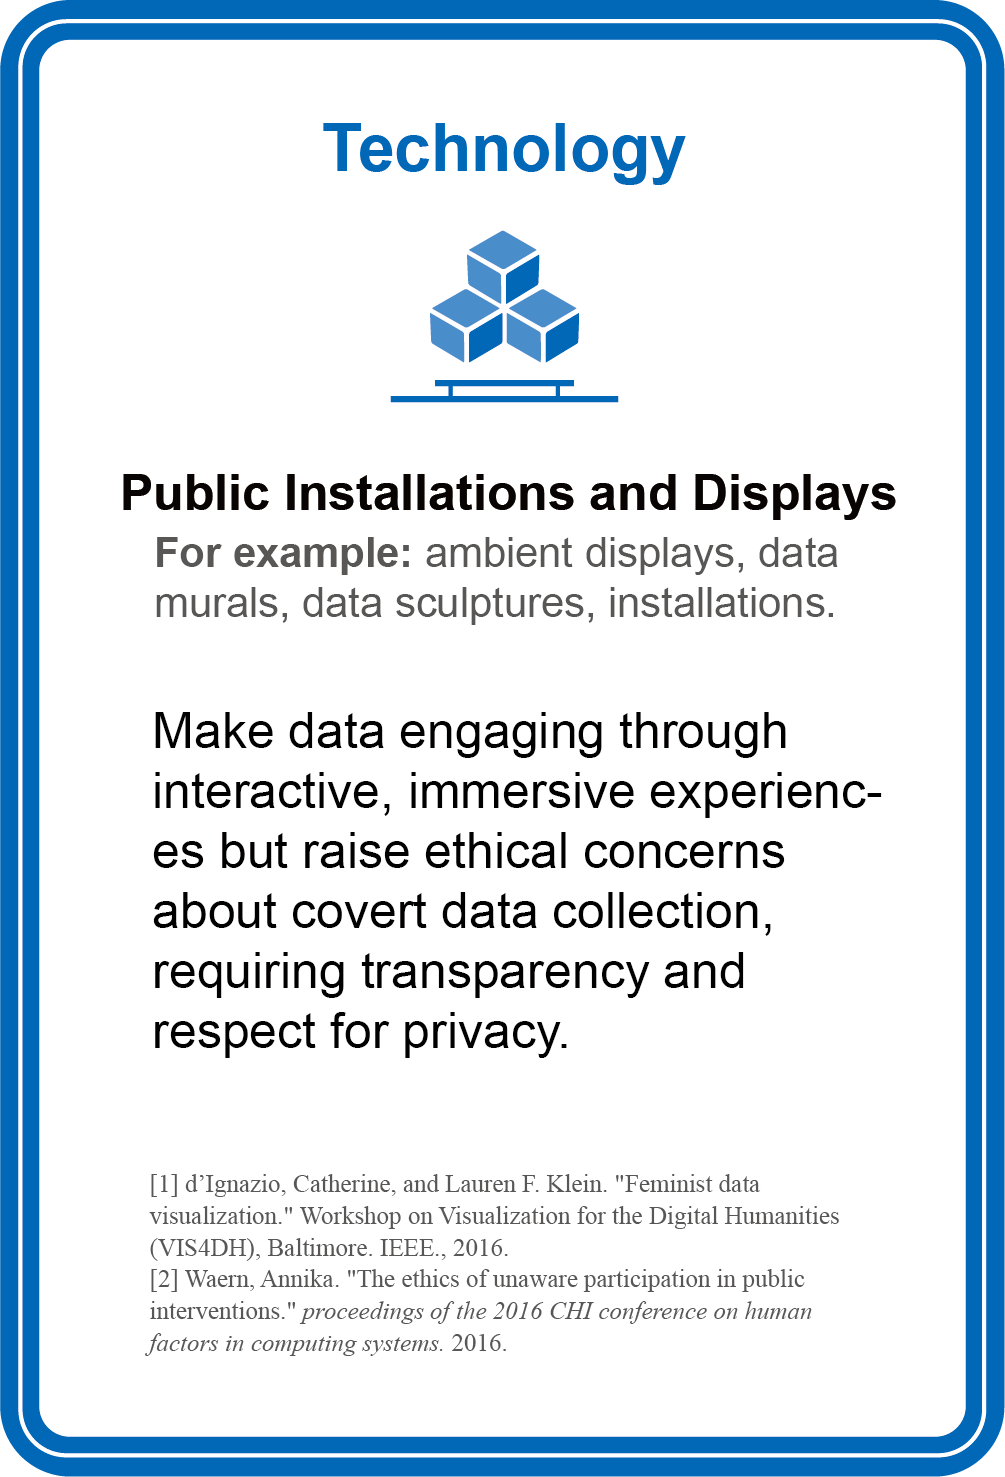 Technology
Public Installations and Displays
For example: ambient displays, data
murals, data sculptures, installations.
Make data engaging through
interactive, immersive experienc-
es but raise ethical concerns
about covert data collection,
requiring transparency and
respect for privacy.
[1] d’Ignazio, Catherine, and Lauren F. Klein. "Feminist data
visualization." Workshop on Visualization for the Digital Humanities
(VIS4DH), Baltimore. IEEE., 2016.
[2] Waern, Annika. "The ethics of unaware participation in public
interventions." proceedings of the 2016 CHI conference on human
factors in computing systems. 2016.